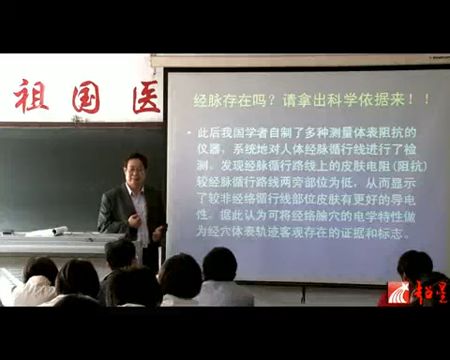 祖国医
经脉存在吗？请拿出科学依据来！！
此后我国学者自制了多种测量体表阻抗的
仪器，系统地对人体经脉循行线进行了检
测，发现经脉循行路线上的皮肤电阻(阻抗)
较经脉循行路线两旁部位为低，从而显示
了较非经络循行线部位皮肤有更好的导电
性。据此认为可将经络腧穴的电学特性做
为经穴体表轨迹客观存在的证据和标志。